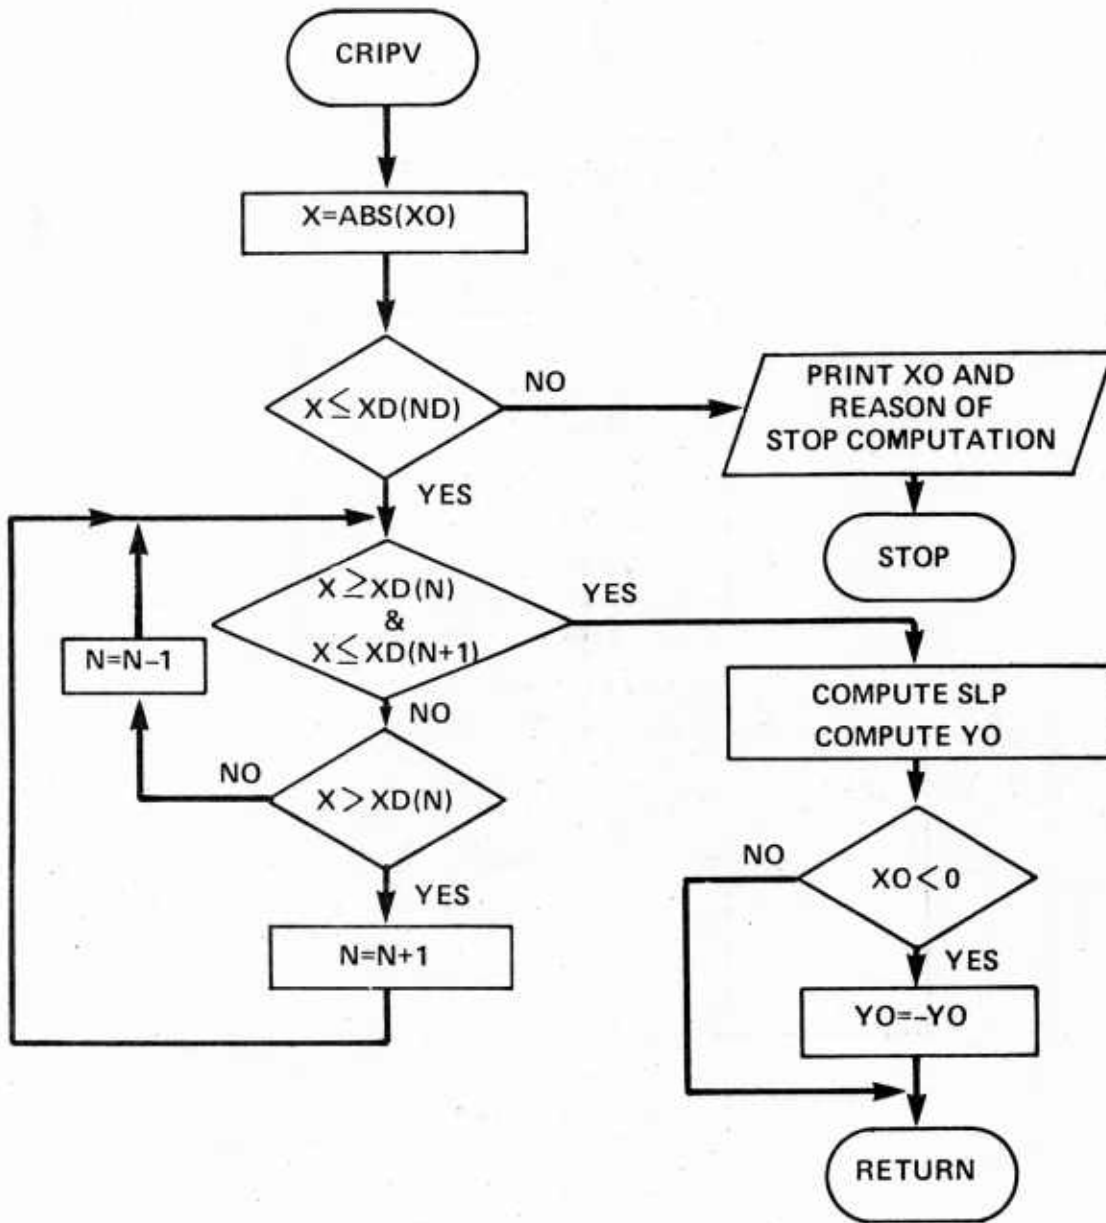 CRIPV
X=ABS(XO)
X≤XD(ND)
NO
PRINT XO AND
REASON OF
STOP COMPUTATION
YES
STOP
X≥XD(N)
&
X≤XD(N+1)
YES
N=N-1
NO
COMPUTE SLP
COMPUTE YO
X>XD(N)
NO
YES
N=N+1
XO<0
NO
YES
YO=-YO
RETURN